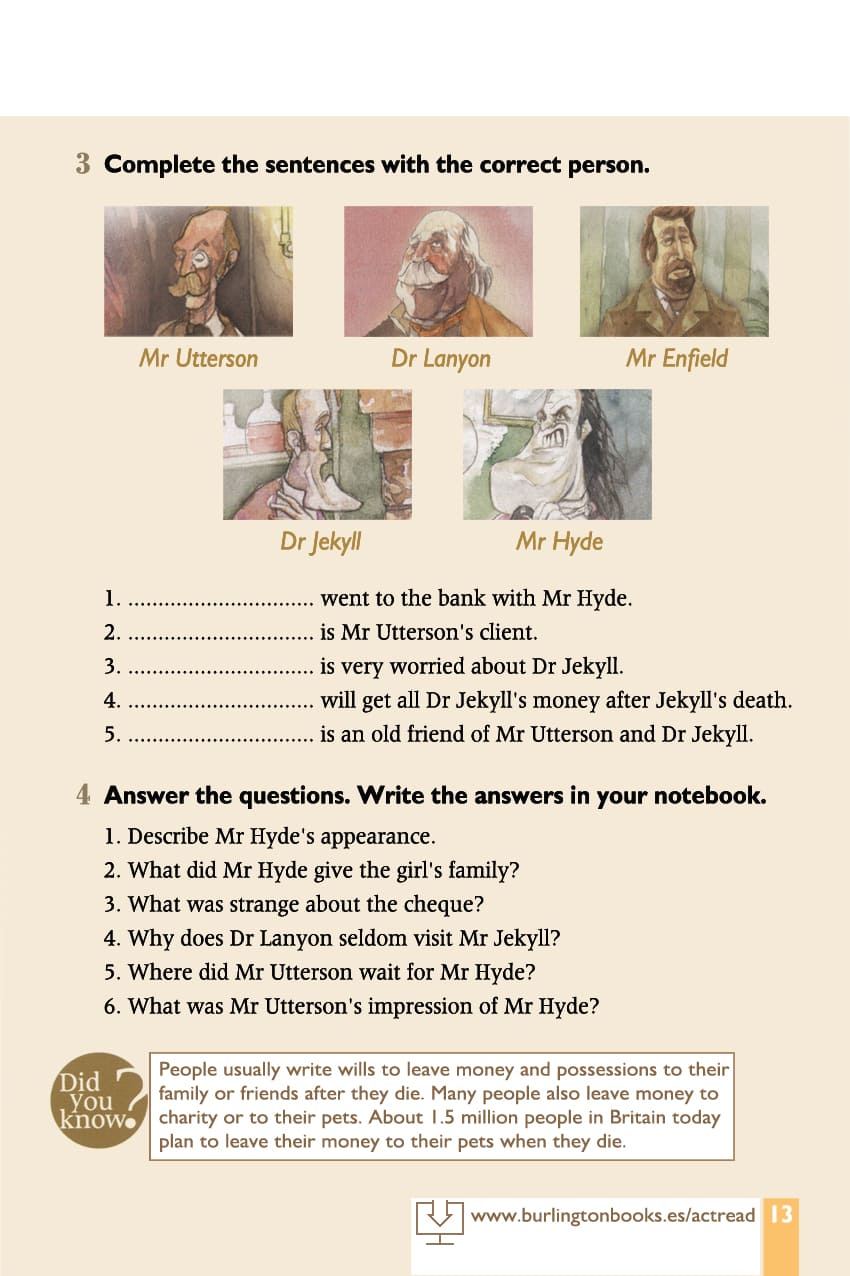 3 Complete the sentences with the correct person.
Mr Utterson
Dr Lanyon
Mr Enfield
Dr Jekyll
Mr Hyde
1. ............................... went to the bank with Mr Hyde.
2. ............................... is Mr Utterson's client.
3. ............................... is very worried about Dr Jekyll.
4. ............................... will get all Dr Jekyll's money after Jekyll's death.
5. ............................... is an old friend of Mr Utterson and Dr Jekyll.
4 Answer the questions. Write the answers in your notebook.
1. Describe Mr Hyde's appearance.
2. What did Mr Hyde give the girl's family?
3. What was strange about the cheque?
4. Why does Dr Lanyon seldom visit Mr Jekyll?
5. Where did Mr Utterson wait for Mr Hyde?
6. What was Mr Utterson's impression of Mr Hyde?
Did
you
know?
People usually write wills to leave money and possessions to their
family or friends after they die. Many people also leave money to
charity or to their pets. About 1.5 million people in Britain today
plan to leave their money to their pets when they die.
www.burlingtonbooks.es/actread 13